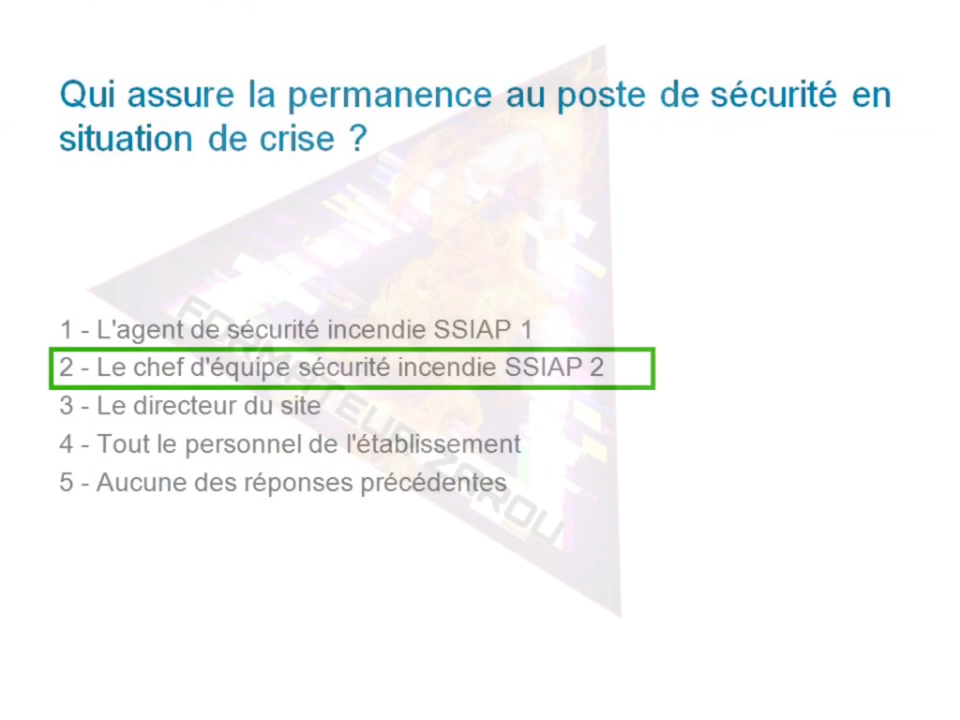 Qui assure la permanence au poste de sécurité en
situation de crise ?
1 - L'agent de sécurité incendie SSIAP 1
2 - Le chef d'équipe sécurité incendie SSIAP 2
3 - Le directeur du site
4 - Tout le personnel de l'établissement
5 - Aucune des réponses précédentes
FORMATEUR ZAROU